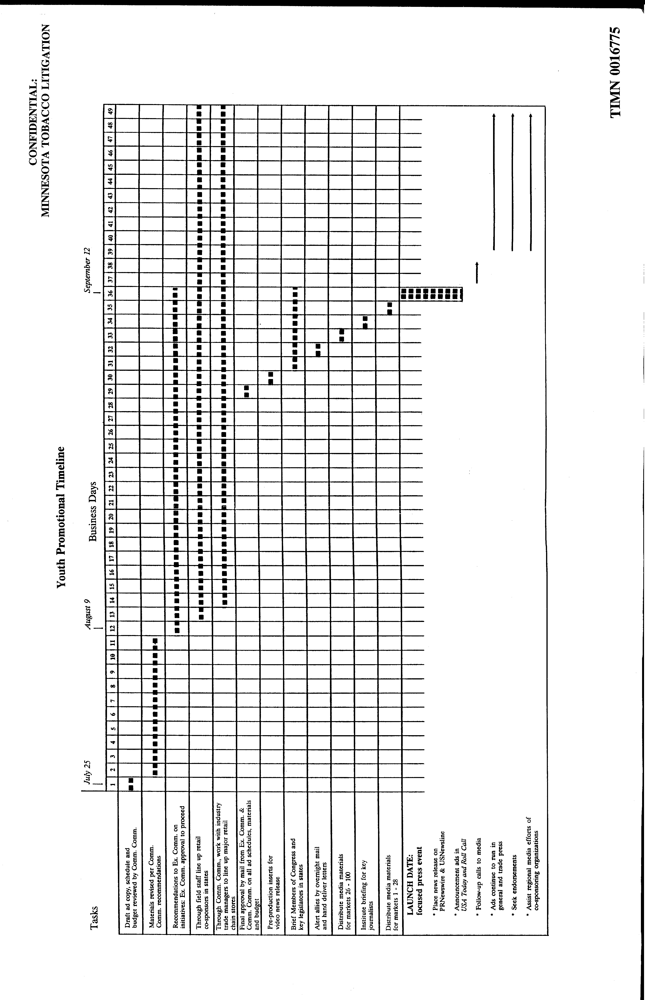 CONFIDENTIAL:
MINNESOTA TOBACCO LITIGATION
Youth Promotional Timeline
Business Days
July 25
August 9
September 12
Tasks
1 2 3 4 5 6 7 8 9 10 11 12 13 14 15 16 17 18 19 20 21 22 23 24 25 26 27 28 29 30 31 32 33 34 35 36 37 38 39 40 41 42 43 44 45 46 47 48 49
Draft ad copy, schedule and
budget reviewed by Comm. Comm.
Materials revised per Comm.
Comm. recommendations
Recommendations to Ex. Comm. on
initiatives: Ex. Comm. approval to proceed
Through field staff line up retail
co-sponsors in states
Through Comm. Comm., work with industry
trade managers to line up major retail
chain stores
Final approval by mail from Ex. Comm. &
Comm. Comm. on all ad schedules, materials
and budget
Pre-production inserts for
video news release
Brief Members of Congress and
key legislators in states
Alert allies by overnight mail
and hand deliver letters
Distribute media materials
for markets 26 - 100
Institute briefing for key
journalists
Distribute media materials
for markets 1 - 28
LAUNCH DATE:
focused press event
* Place news release on
PRNewswire & USNewsline
* Announcement ads in
USA Today and Roll Call
* Follow-up calls to media
* Ads continue to run in
general and trade press
* Seek endorsements
* Assist regional media efforts of
co-sponsoring organizations
TIMN 0016775